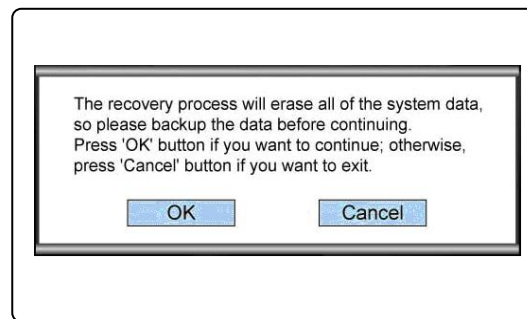 The recovery process will erase all of the system data,
so please backup the data before continuing.
Press 'OK' button if you want to continue; otherwise,
press 'Cancel' button if you want to exit.
OK Cancel